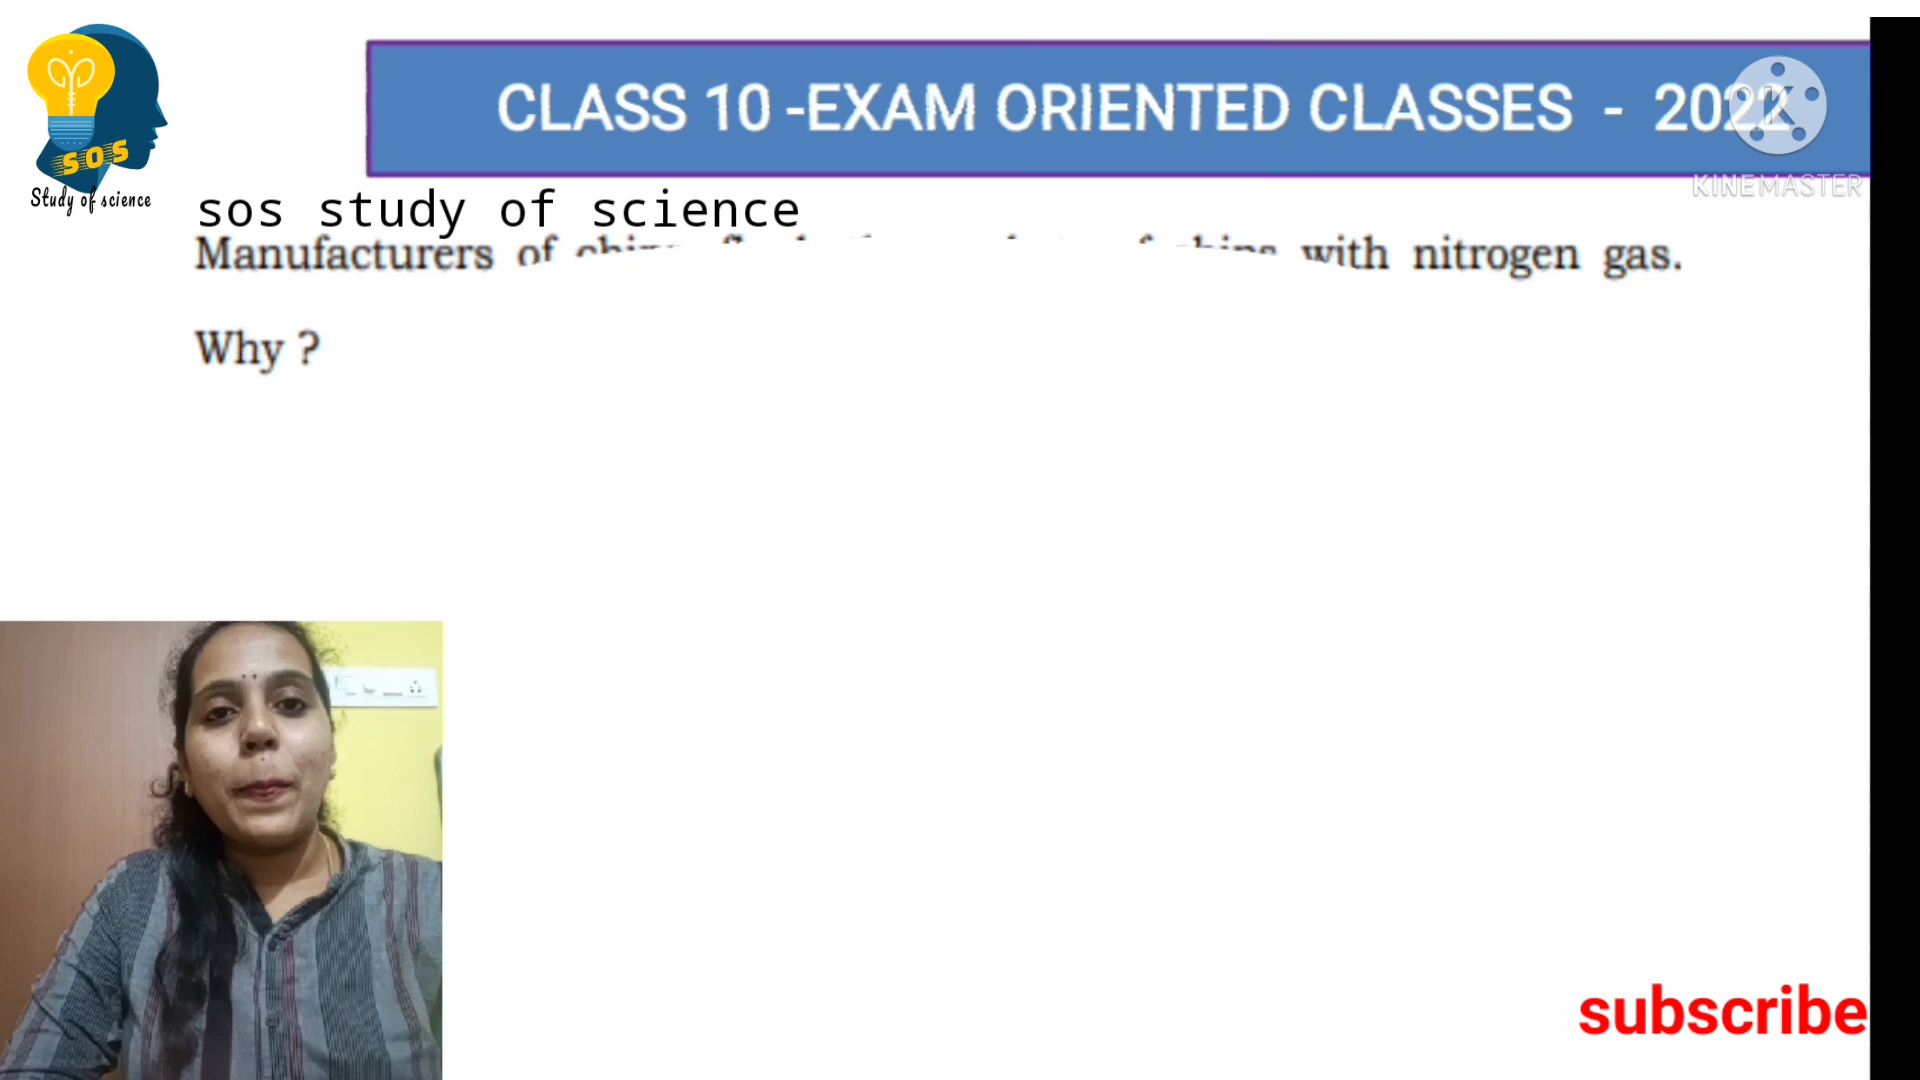 CLASS 10 -EXAM ORIENTED CLASSES - 2022
SOS
Study of science
KINEMASTER
sos study of science
Manufacturers of with nitrogen gas.
Why ?
subscribe